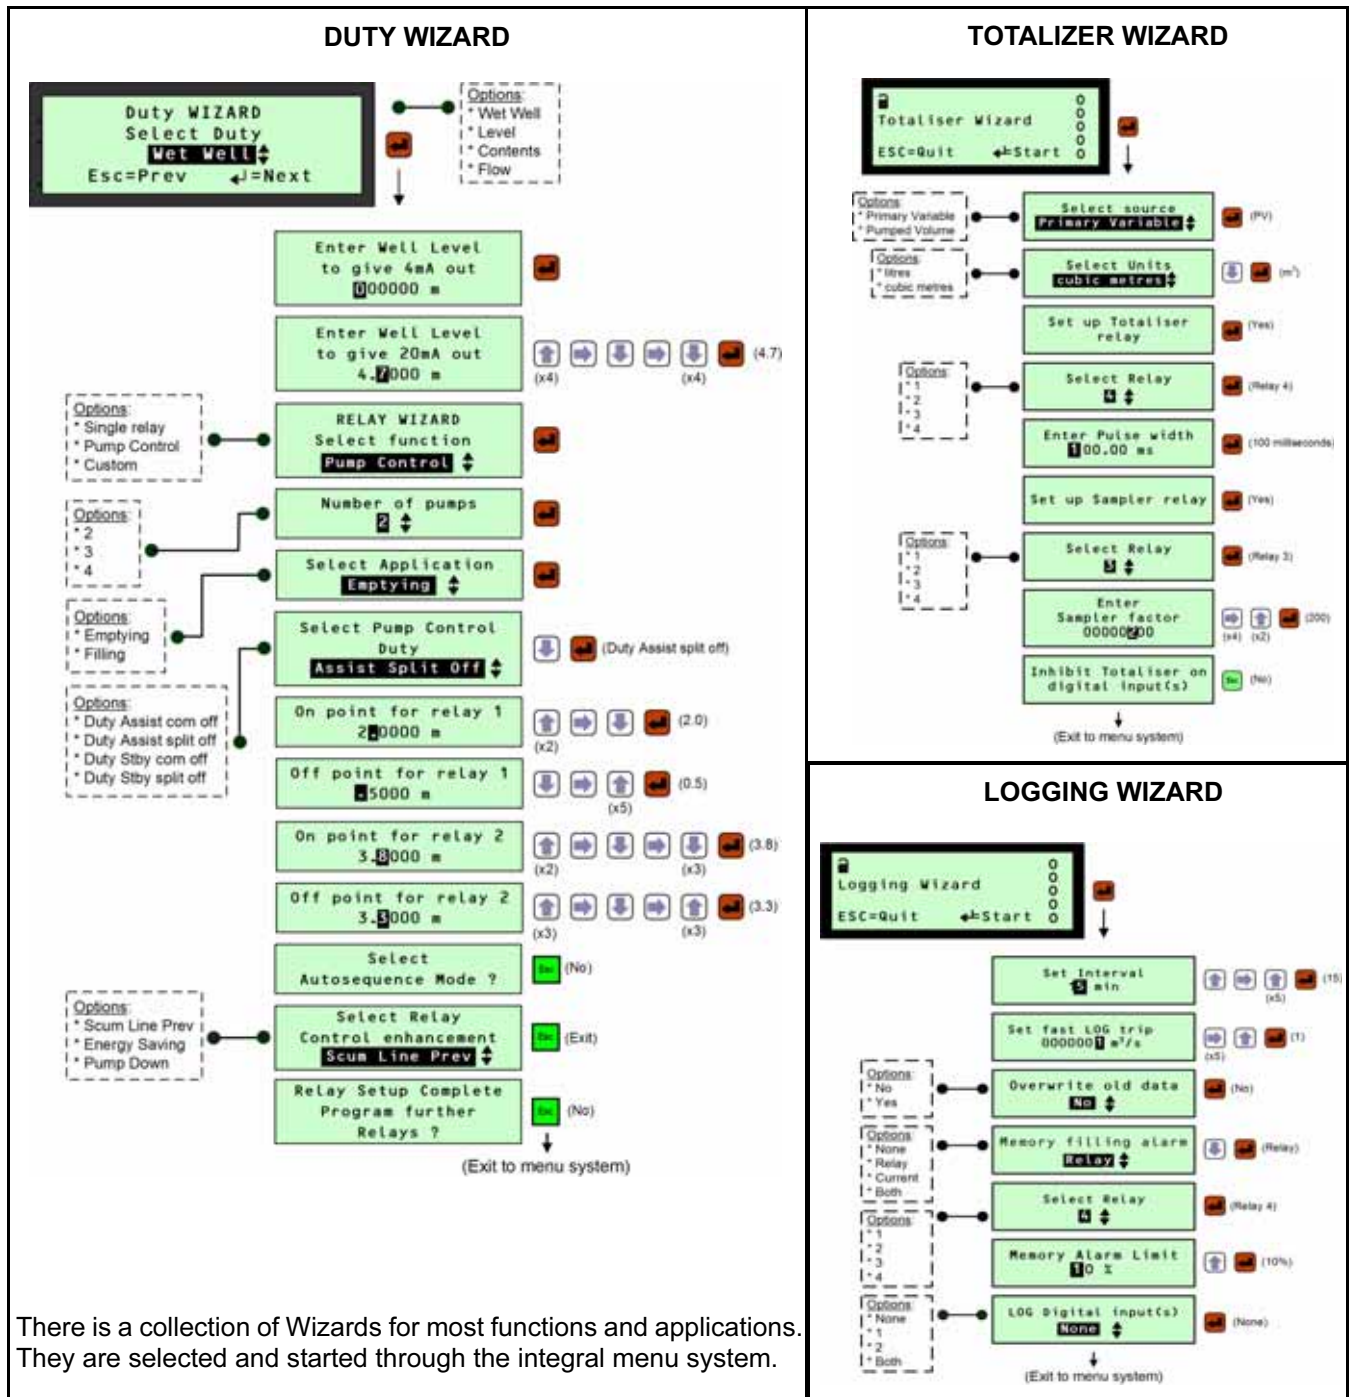 DUTY WIZARD
Duty WIZARD
Select Duty
Wet Well
Esc=Prev ↵=Next
Options:
* Wet Well
* Level
* Contents
* Flow
Enter Well Level
to give 4mA out
000000 m
Enter Well Level
to give 20mA out
4.7000 m
(x4) (x4) (4.7)
Options:
* Single relay
* Pump Control
* Custom
RELAY WIZARD
Select function
Pump Control
Options:
* 2
* 3
* 4
Number of pumps
2
Options:
* Emptying
* Filling
Select Application
Emptying
Options:
* Duty Assist com off
* Duty Assist split off
* Duty Stby com off
* Duty Stby split off
Select Pump Control
Duty
Assist Split Off
(Duty Assist split off)
On point for relay 1
2.0000 m
(x2) (2.0)
Off point for relay 1
.5000 m
(x5) (0.5)
On point for relay 2
3.8000 m
(x2) (x3) (3.8)
Off point for relay 2
3.3000 m
(x3) (x3) (3.3)
Select
Autosequence Mode ?
Esc (No)
Options:
* Scum Line Prev
* Energy Saving
* Pump Down
Select Relay
Control enhancement
Scum Line Prev
Esc (Exit)
Relay Setup Complete
Program further
Relays ?
Esc (No)
(Exit to menu system)
There is a collection of Wizards for most functions and applications.
They are selected and started through the integral menu system.
TOTALIZER WIZARD
Totaliser Wizard
ESC=Quit ↵=Start
Options:
* Primary Variable
* Pumped Volume
Select source
Primary Variable
(PV)
Options:
* litres
* cubic metres
Select Units
cubic metres
(m³)
Set up Totaliser
relay
(Yes)
Options:
* 1
* 2
* 3
* 4
Select Relay
4
(Relay 4)
Enter Pulse width
100.00 ms
(100 milliseconds)
Set up Sampler relay
(Yes)
Options:
* 1
* 2
* 3
* 4
Select Relay
3
(Relay 3)
Enter
Sampler factor
00000200
(x4) (x2) (200)
Inhibit Totaliser on
digital input(s)
Esc (No)
(Exit to menu system)
LOGGING WIZARD
Logging Wizard
ESC=Quit ↵=Start
Set Interval
15 min
(x5) (15)
Set fast LOG trip
0000001 m³/s
(x5) (1)
Options:
* No
* Yes
Overwrite old data
No
(No)
Options:
* None
* Relay
* Current
* Both
Memory filling alarm
Relay
(Relay)
Options:
* 1
* 2
* 3
* 4
Select Relay
4
(Relay 4)
Memory Alarm Limit
10 %
(10%)
Options:
* None
* 1
* 2
* Both
LOG Digital input(s)
None
(None)
(Exit to menu system)